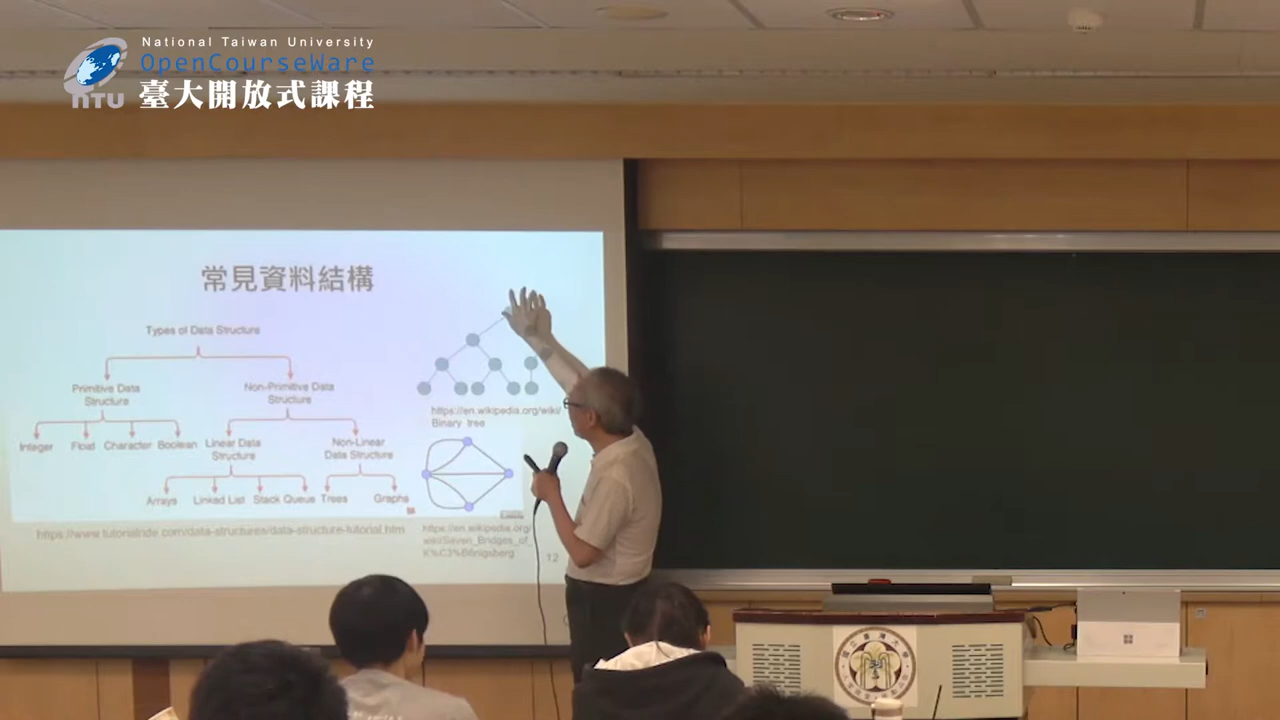 National Taiwan University
OpenCourseWare
臺大開放式課程
NTU
常見資料結構
Types of Data Structure
Primitive Data
Structure
Non-Primitive Data
Structure
Integer
Float
Character
Boolean
Linear Data
Structure
Non-Linear
Data Structure
Arrays
Linked List
Stack
Queue
Trees
Graphs
https://www.tutorialride.com/data-structures/data-structure-tutorial.htm
https://en.wikipedia.org/wiki/
Binary_tree
https://en.wikipedia.org/
wiki/Seven_Bridges_of_
K%C3%B6nigsberg
12